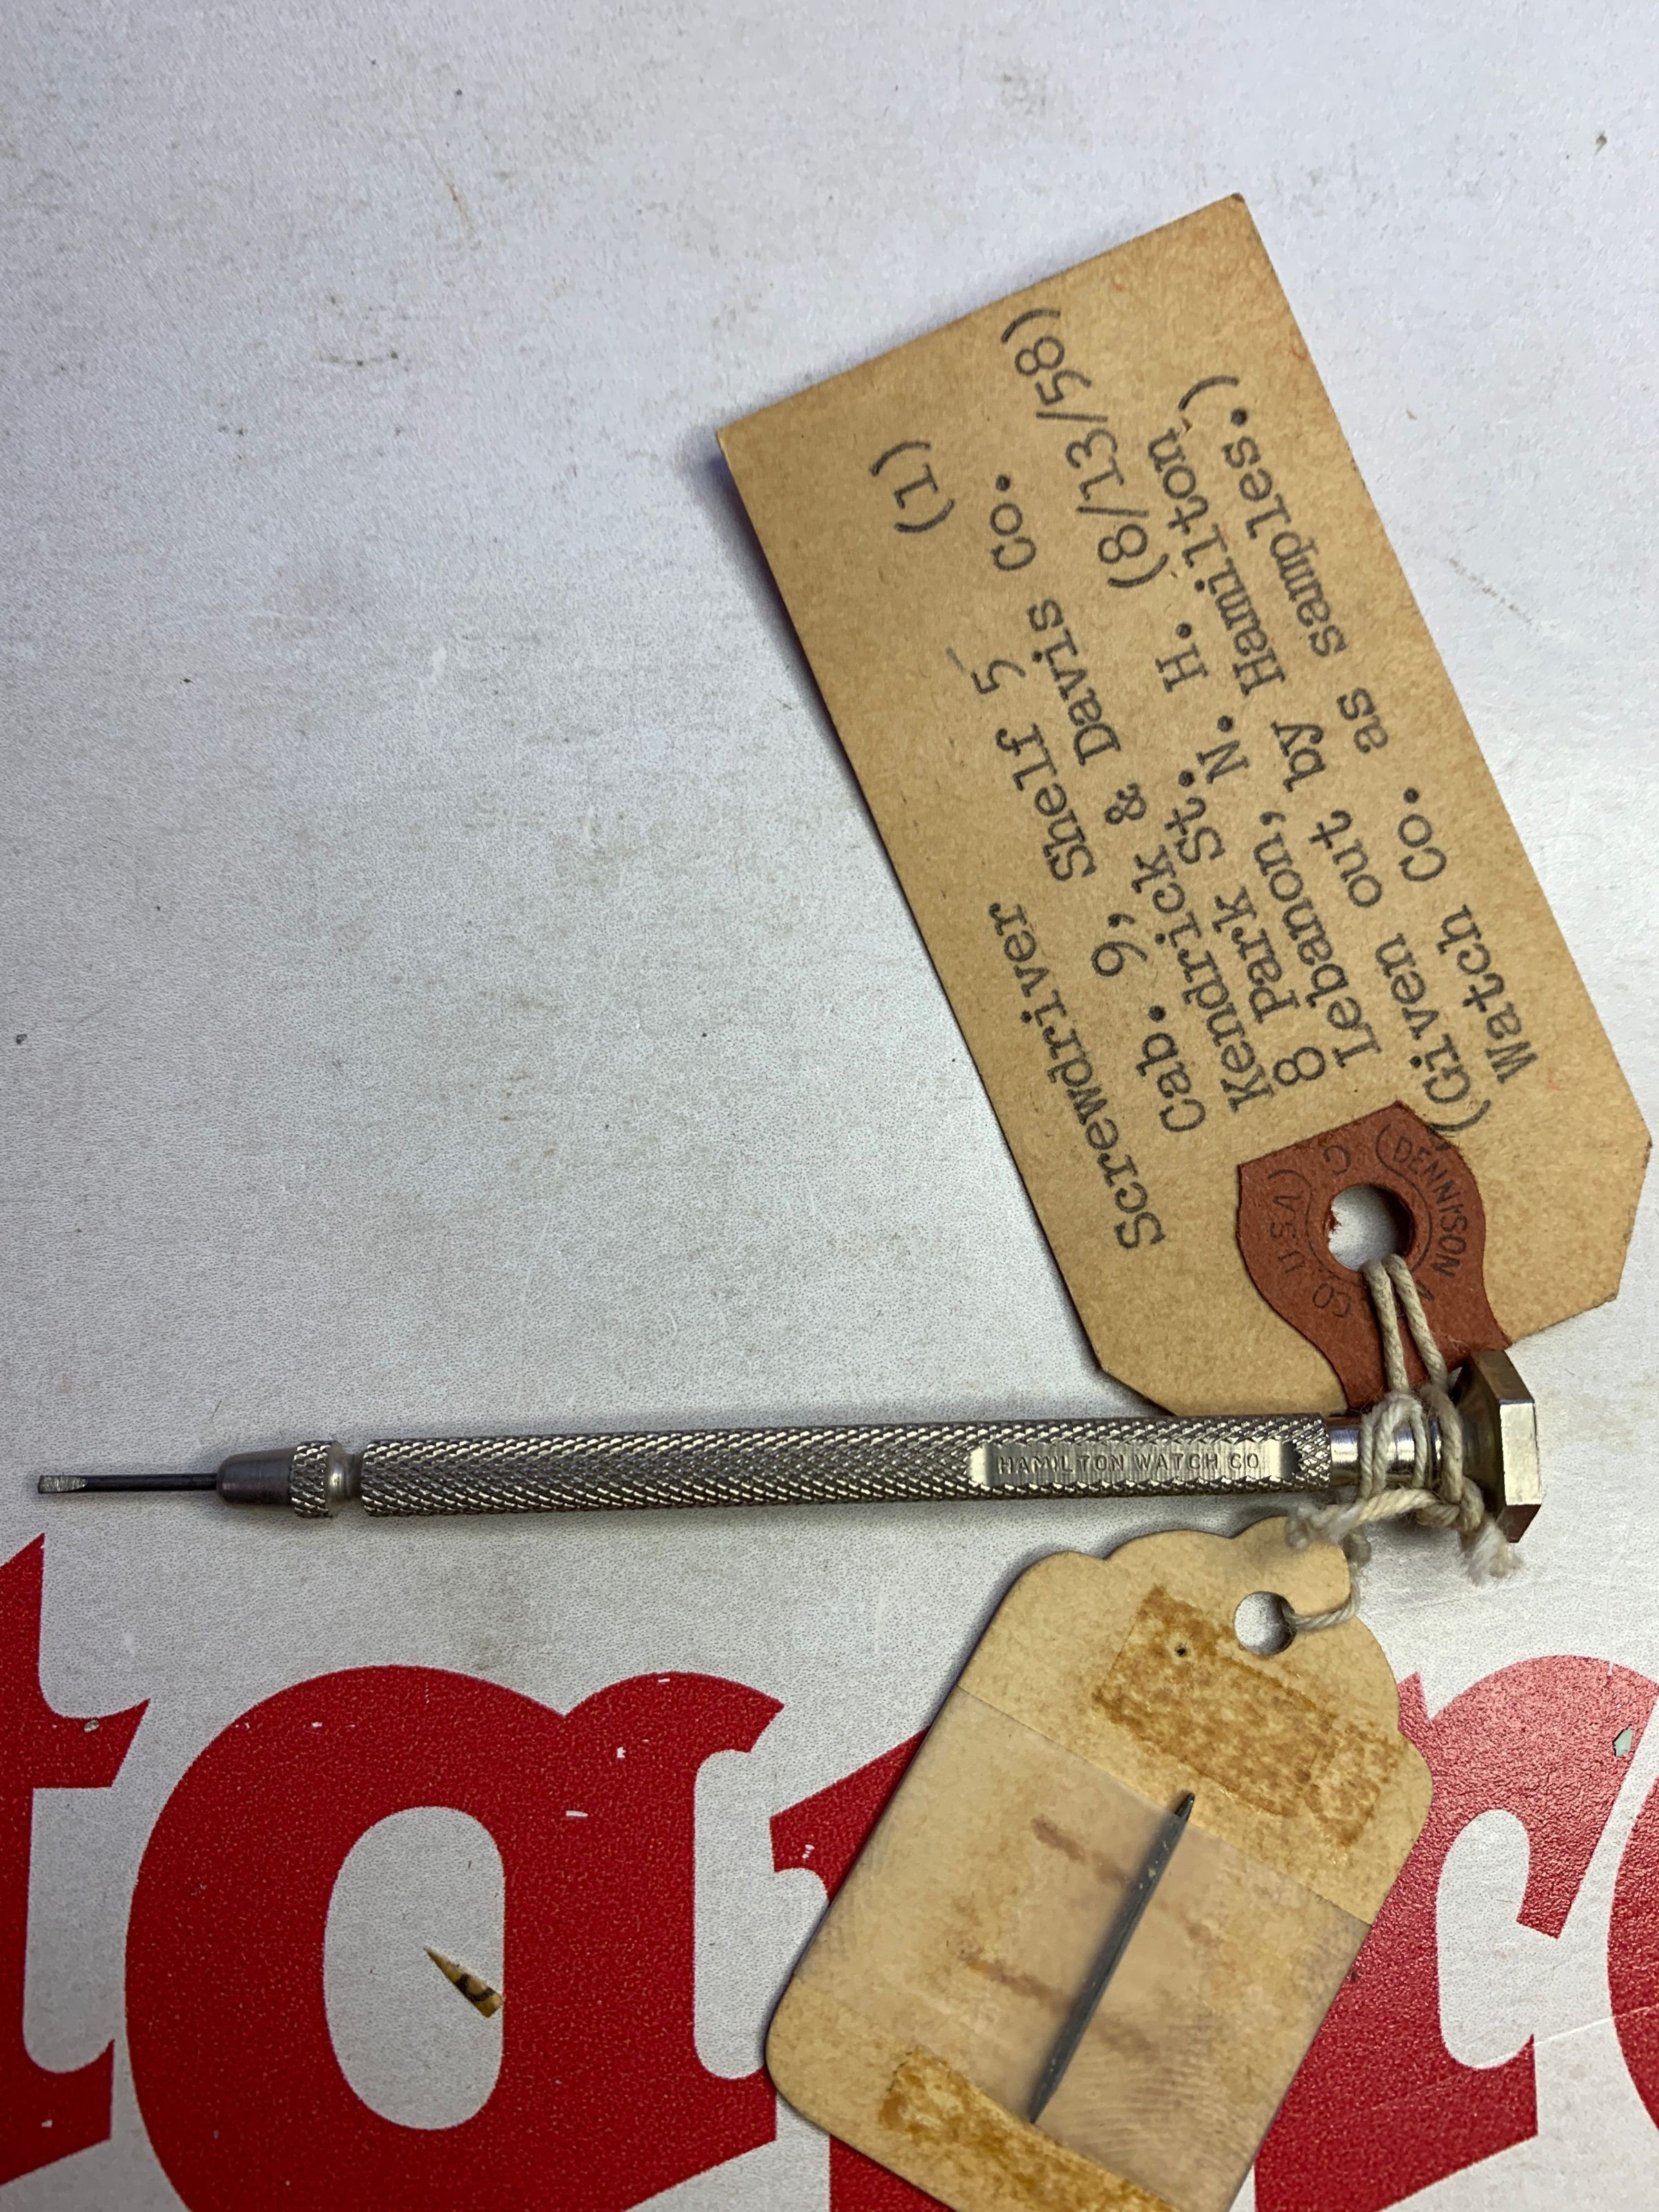 Screwdriver (1)
Cab. 9, Shelf 5
Kendrick & Davis Co.
8 Park St. (8/13/58)
Lebanon, N. H.
(Given out by Hamilton
Watch Co. as samples.)
DENNISON
CO U.S.A
HAMILTON WATCH CO